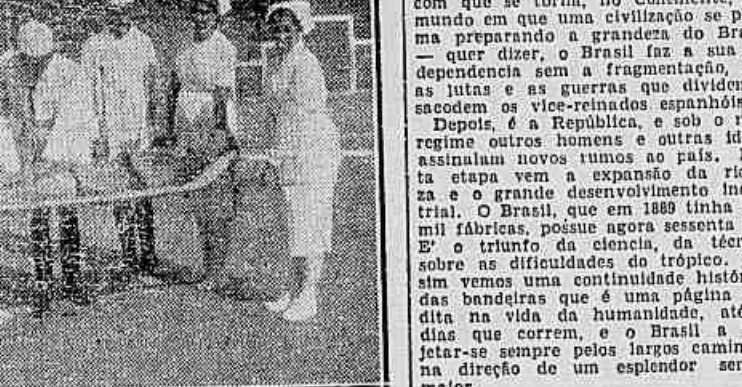 com que se forma, no Continente,
mundo em que uma civilização se p
ma preparando a grandeza do Bra
— quer dizer, o Brasil faz a sua
dependencia sem a fragmentação,
as lutas e as guerras que dividem
sacodem os vice-reinados espanhóis
Depois, é a República, e sob o n
regime outros homens e outras id
assinalam novos rumos ao país.
ta etapa vem a expansão da riq
za e o grande desenvolvimento ind
trial. O Brasil, que em 1889 tinha
mil fábricas, possue agora sessenta
E' o triunfo da ciencia, da técn
sobre as dificuldades do trópico.
sim vemos uma continuidade histór
das bandeiras que é uma página
dita na vida da humanidade, até
dias que correm, e o Brasil a
jetar-se sempre pelos largos camin
na direção de um esplendor sem
maior